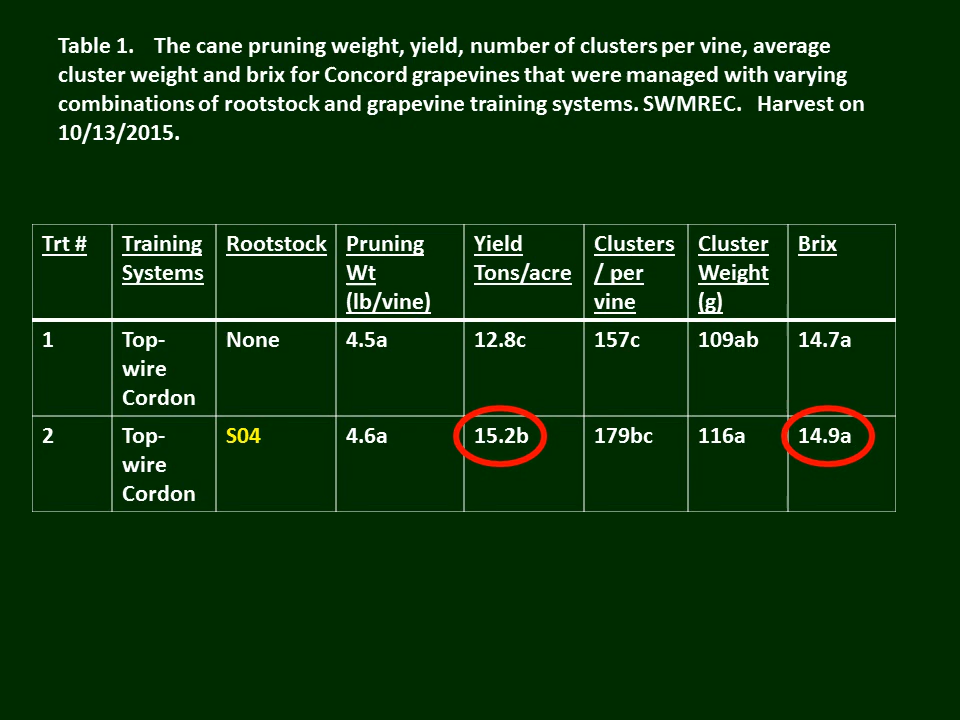 Table 1. The cane pruning weight, yield, number of clusters per vine, average
cluster weight and brix for Concord grapevines that were managed with varying
combinations of rootstock and grapevine training systems. SWMREC. Harvest on
10/13/2015.
Trt # Training Systems Rootstock Pruning Wt (lb/vine) Yield Tons/acre Clusters / per vine Cluster Weight (g) Brix
1 Top-wire Cordon None 4.5a 12.8c 157c 109ab 14.7a
2 Top-wire Cordon S04 4.6a 15.2b 179bc 116a 14.9a